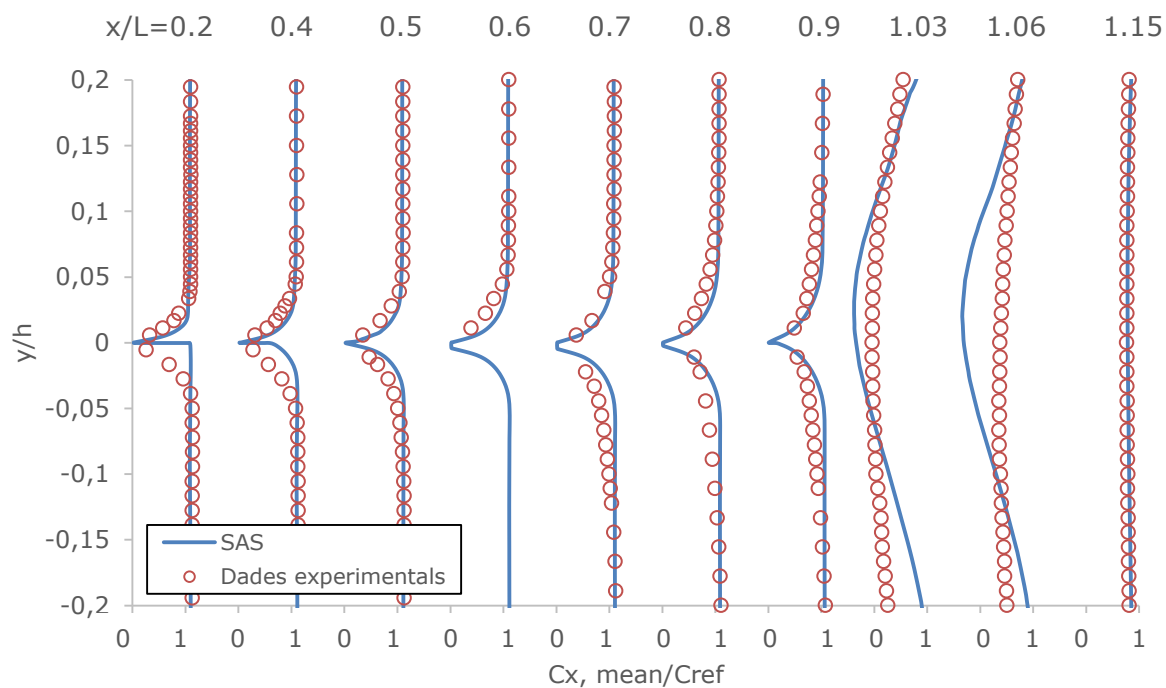 x/L=0.2 0.4 0.5 0.6 0.7 0.8 0.9 1.03 1.06 1.15
0,2
0,15
0,1
0,05
0
-0,05
-0,1
-0,15
-0,2
y/h
SAS
Dades experimentals
0 1 0 1 0 1 0 1 0 1 0 1 0 1 0 1 0 1 0 1
Cx, mean/Cref